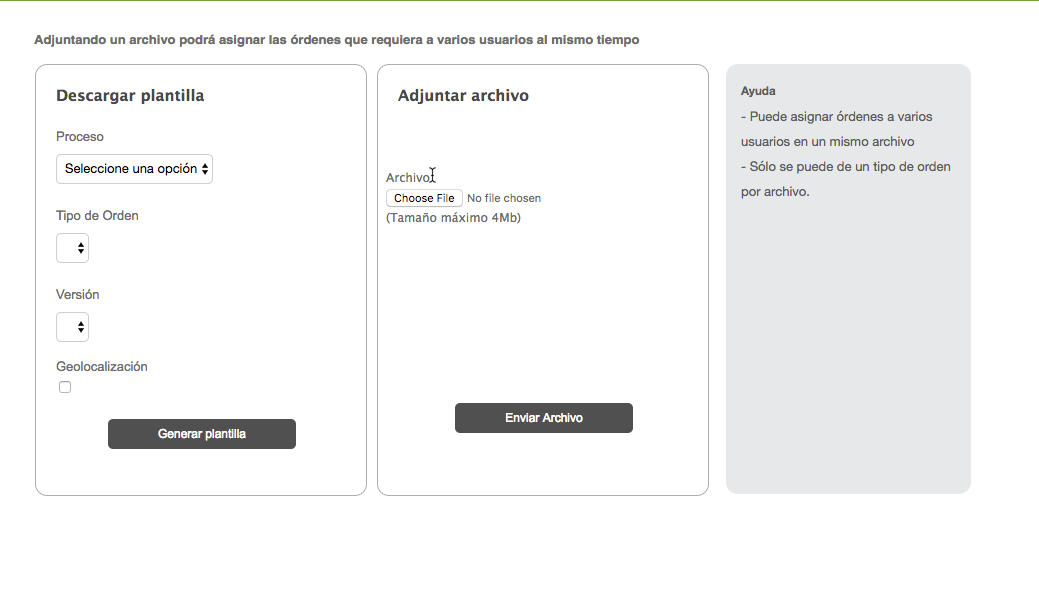 Adjuntando un archivo podrá asignar las órdenes que requiera a varios usuarios al mismo tiempo
Descargar plantilla
Proceso
Seleccione una opción
Tipo de Orden
Versión
Geolocalización
Generar plantilla
Adjuntar archivo
Archivo
Choose File No file chosen
(Tamaño máximo 4Mb)
Enviar Archivo
Ayuda
- Puede asignar órdenes a varios
usuarios en un mismo archivo
- Sólo se puede de un tipo de orden
por archivo.